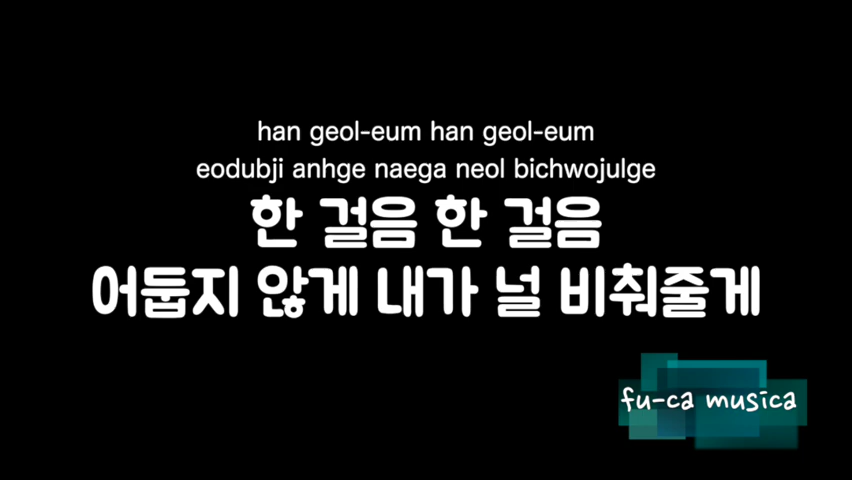 han geol-eum han geol-eum
eodubji anhge naega neol bichwojulge
한 걸음 한 걸음
어둡지 않게 내가 널 비춰줄게
fu-ca musica